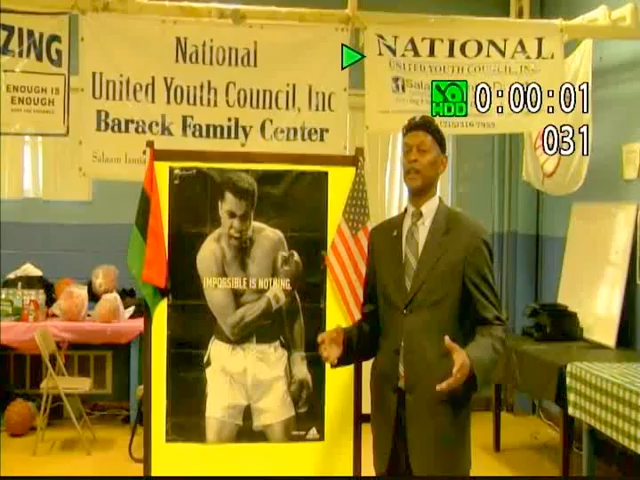 ZING
ENOUGH IS
ENOUGH
National
United Youth Council, Inc
Barack Family Center
NATIONAL
UNITED YOUTH COUNCIL, INC.
HDD 0:00:01
031
IMPOSSIBLE IS NOTHING.